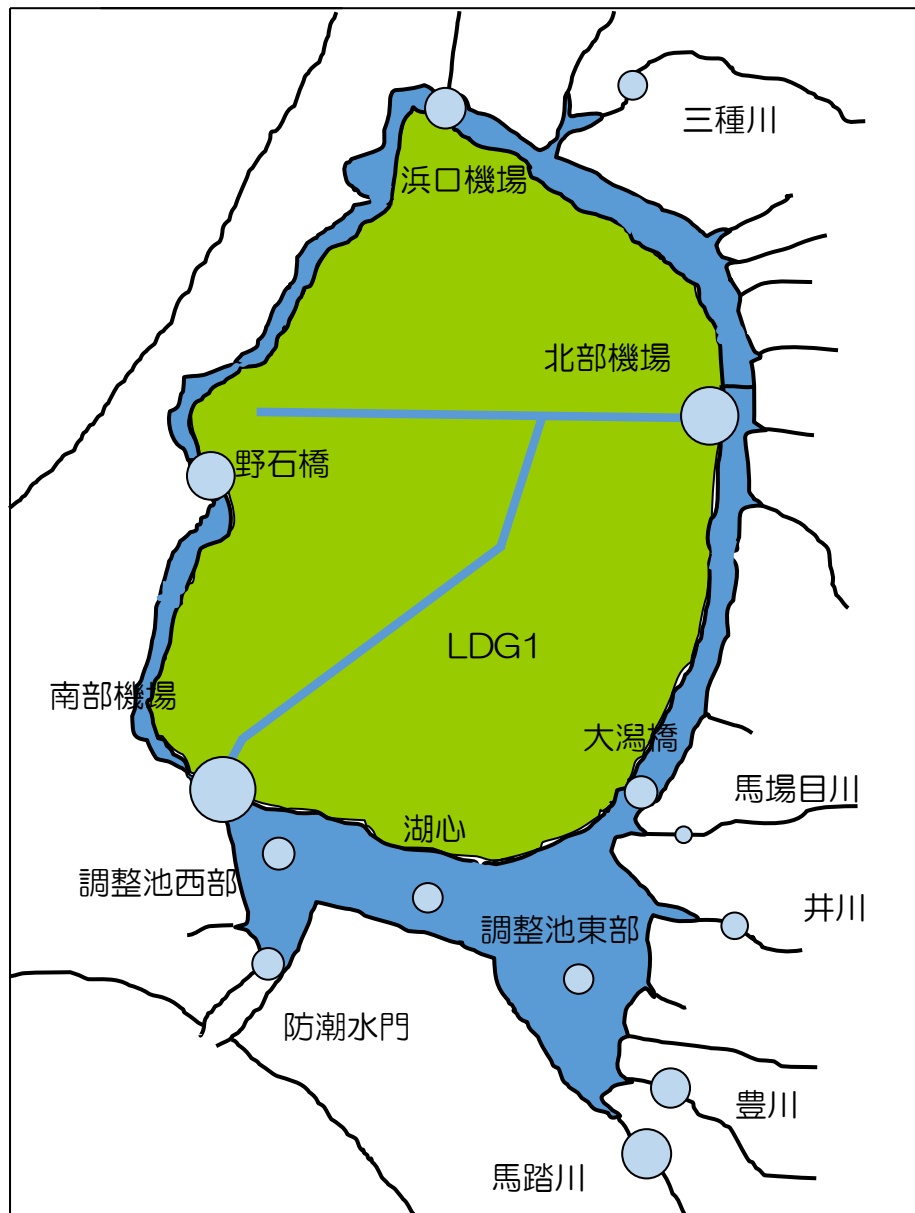 三種川
浜口機場
北部機場
野石橋
LDG1
南部機場
大潟橋
馬場目川
湖心
調整池西部
井川
調整池東部
防潮水門
豊川
馬踏川